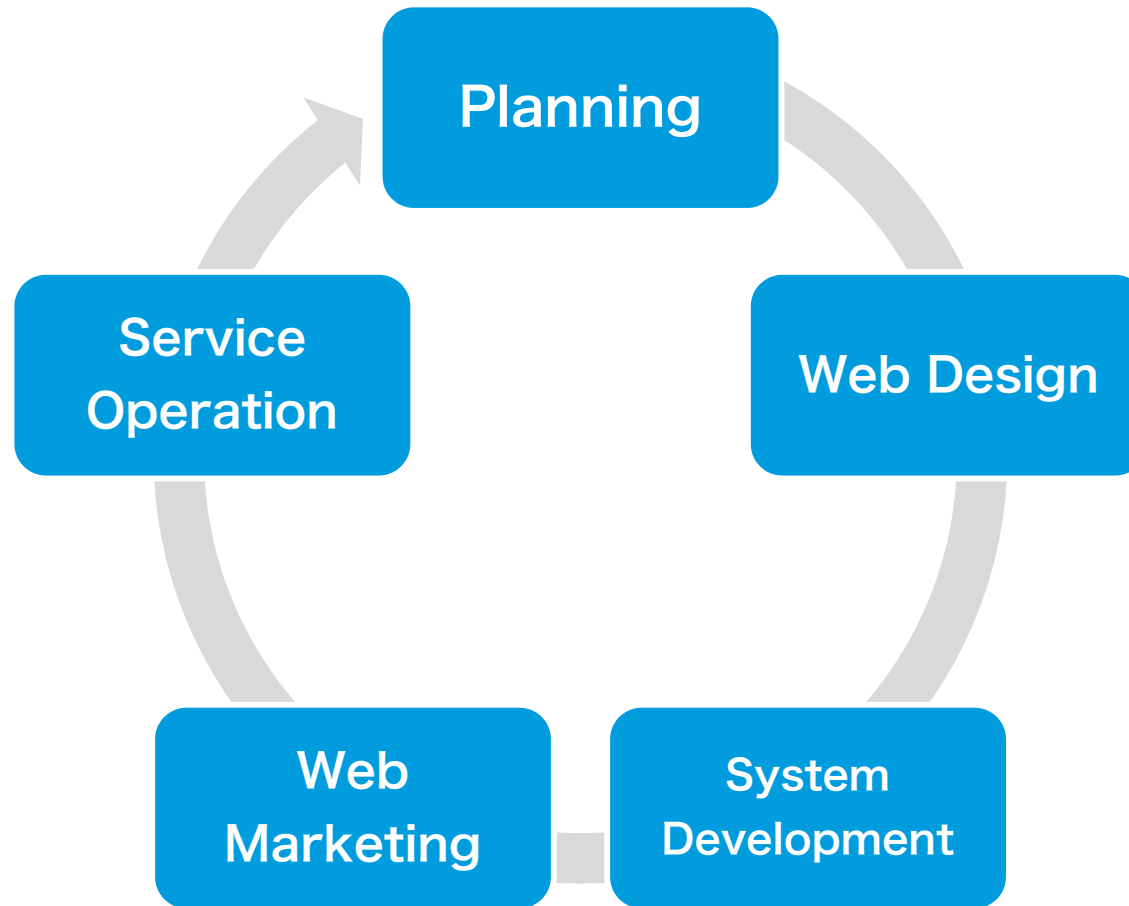 Planning
Web Design
System
Development
Web
Marketing
Service
Operation